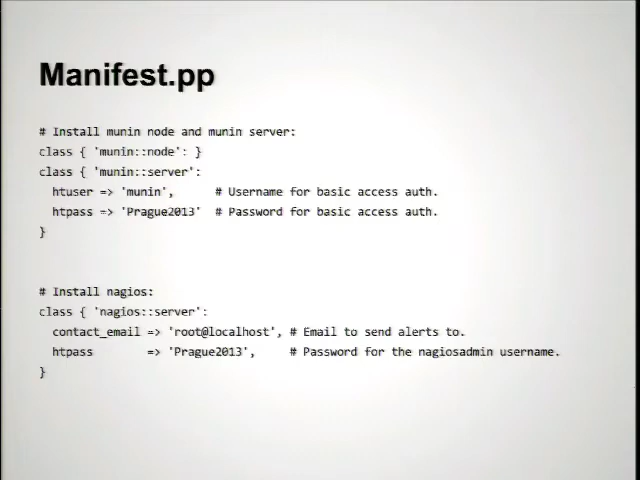 Manifest.pp
# Install munin node and munin server:
class { 'munin::node': }
class { 'munin::server':
  htuser => 'munin',      # Username for basic access auth.
  htpass => 'Prague2013'  # Password for basic access auth.
}
# Install nagios:
class { 'nagios::server':
  contact_email => 'root@localhost', # Email to send alerts to.
  htpass        => 'Prague2013',     # Password for the nagiosadmin username.
}